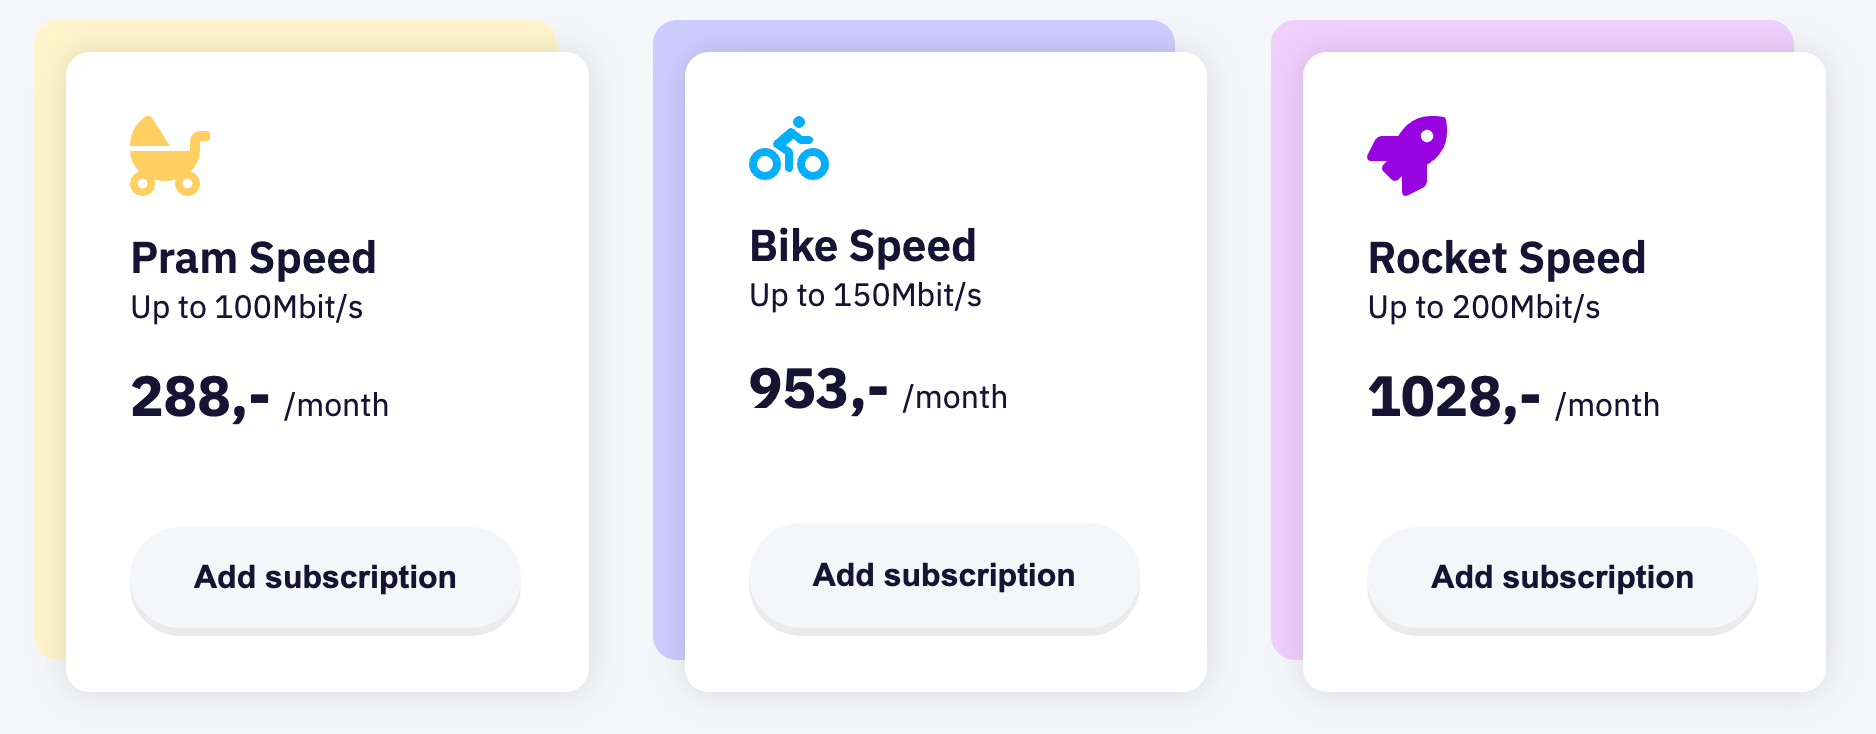 Pram Speed
Up to 100Mbit/s
288,- /month
Add subscription
Bike Speed
Up to 150Mbit/s
953,- /month
Add subscription
Rocket Speed
Up to 200Mbit/s
1028,- /month
Add subscription